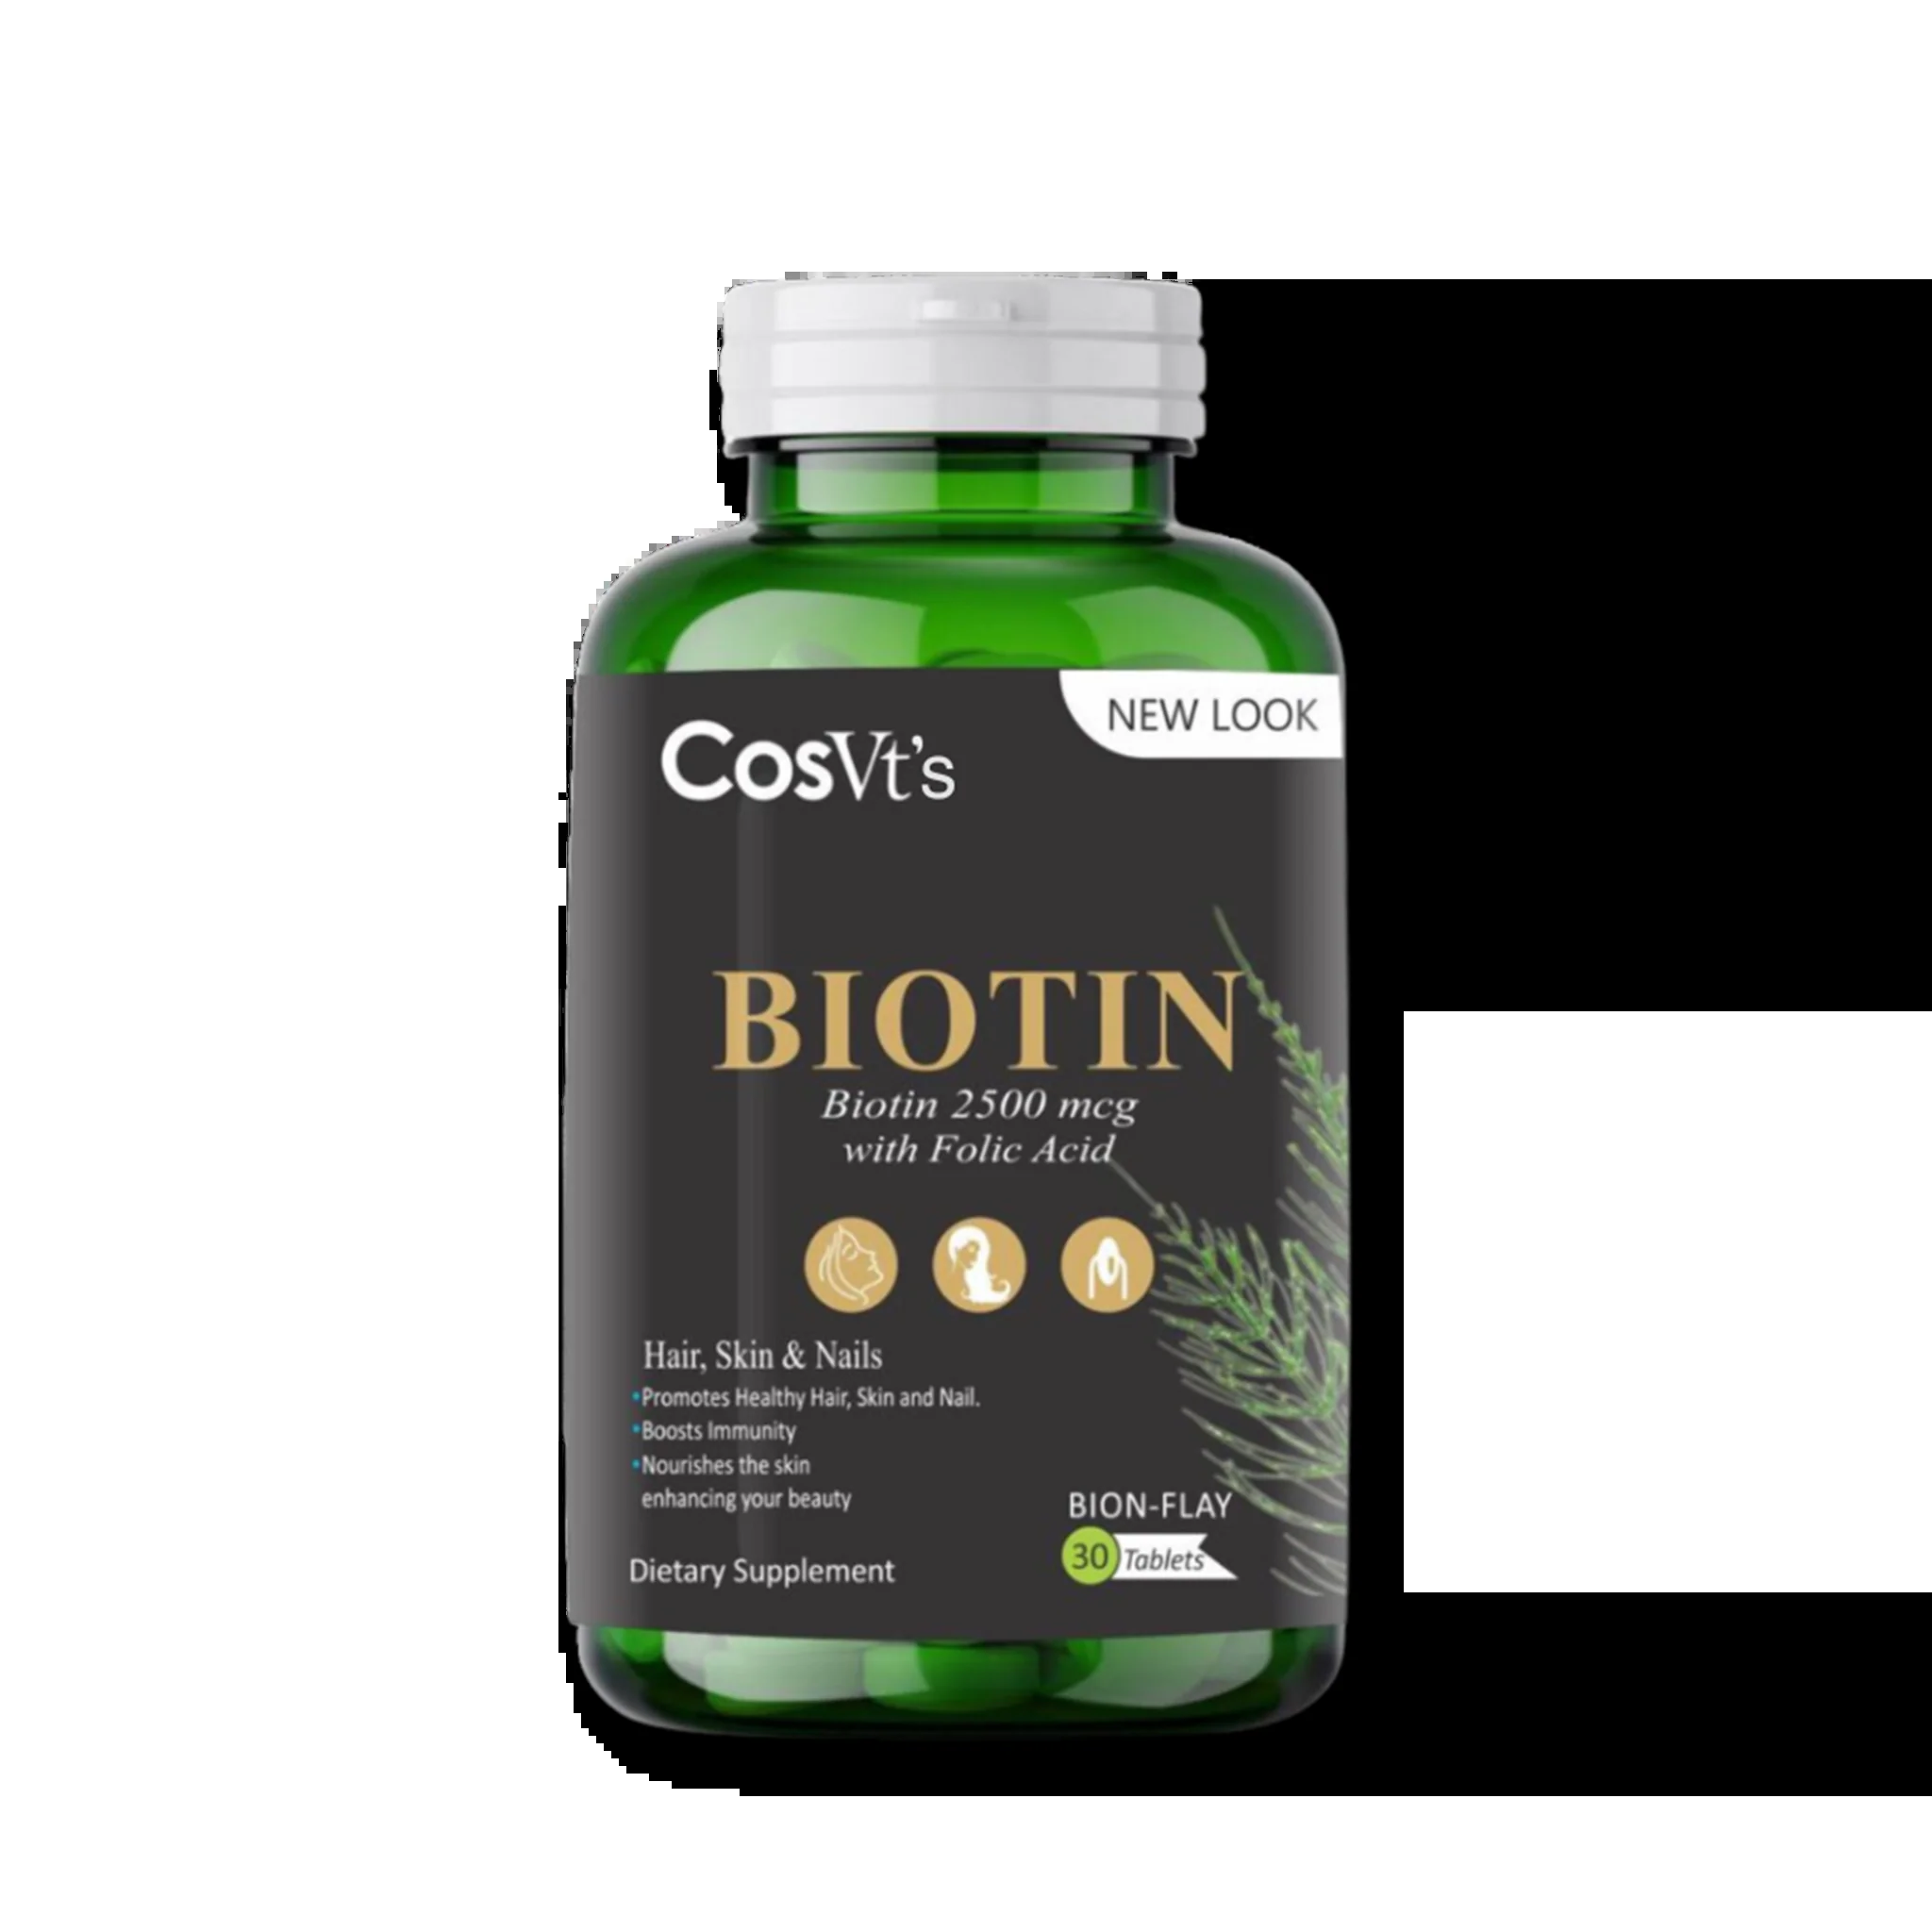 NEW LOOK
CosVt's
BIOTIN
Biotin 2500 mcg
with Folic Acid
Hair, Skin & Nails
•Promotes Healthy Hair, Skin and Nail.
•Boosts Immunity
•Nourishes the skin
enhancing your beauty
BION-FLAY
30 Tablets
Dietary Supplement